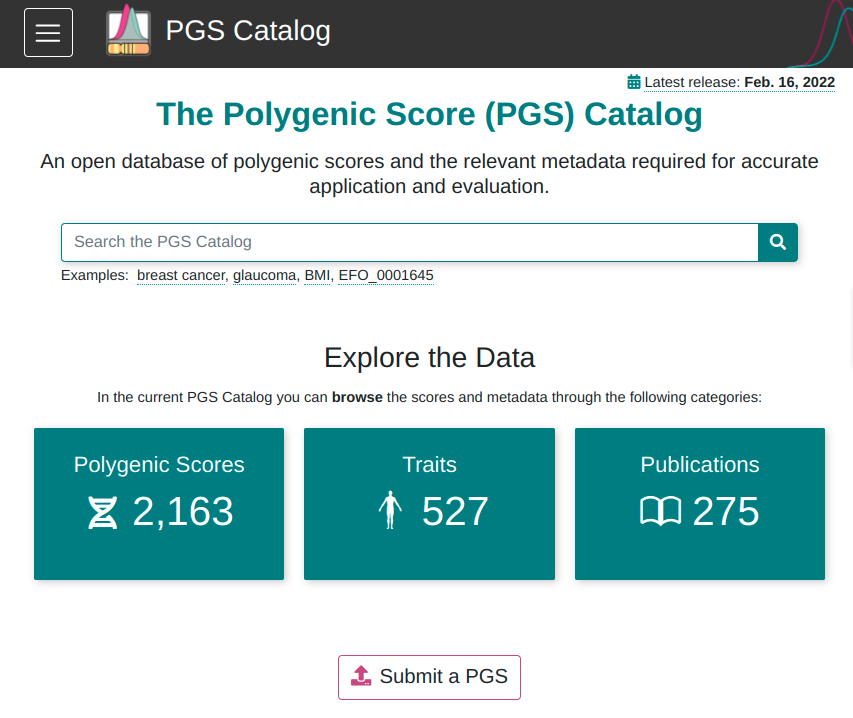 PGS Catalog
Latest release: Feb. 16, 2022
The Polygenic Score (PGS) Catalog
An open database of polygenic scores and the relevant metadata required for accurate
application and evaluation.
Search the PGS Catalog
Examples: breast cancer, glaucoma, BMI, EFO_0001645
Explore the Data
In the current PGS Catalog you can browse the scores and metadata through the following categories:
Polygenic Scores
2,163
Traits
527
Publications
275
Submit a PGS